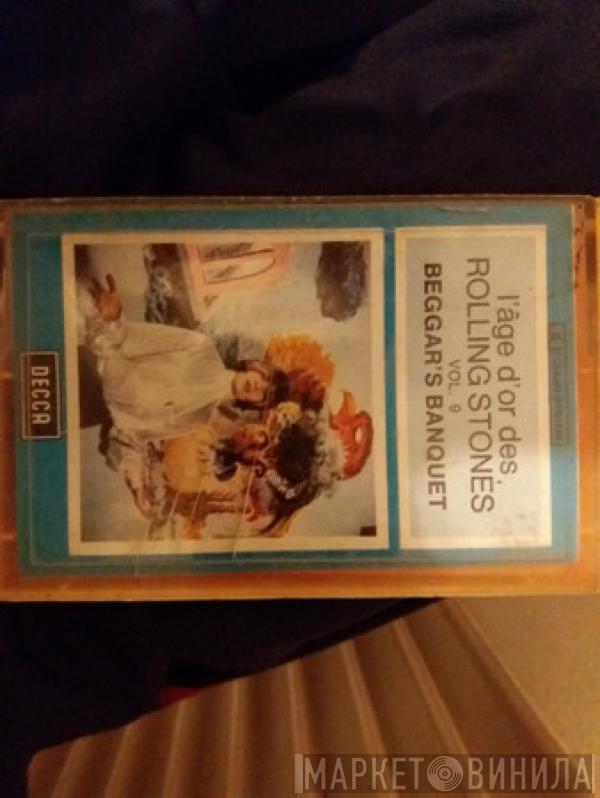 l'âge d'or des
ROLLING STONES
VOL. 9
BEGGAR'S BANQUET
DECCA
МАРКЕТ ВИНИЛА